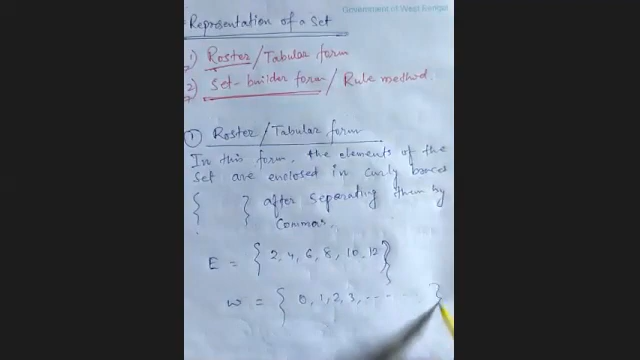 Government of West Bengal
Representation of a Set
1) Roster/Tabular form
2) Set-builder form/Rule method.
① Roster/Tabular form
In this form, the elements of the
Set are enclosed in curly braces
{ } after separating them by
Commas.
E = { 2, 4, 6, 8, 10, 12 }
W = { 0, 1, 2, 3, ------ }